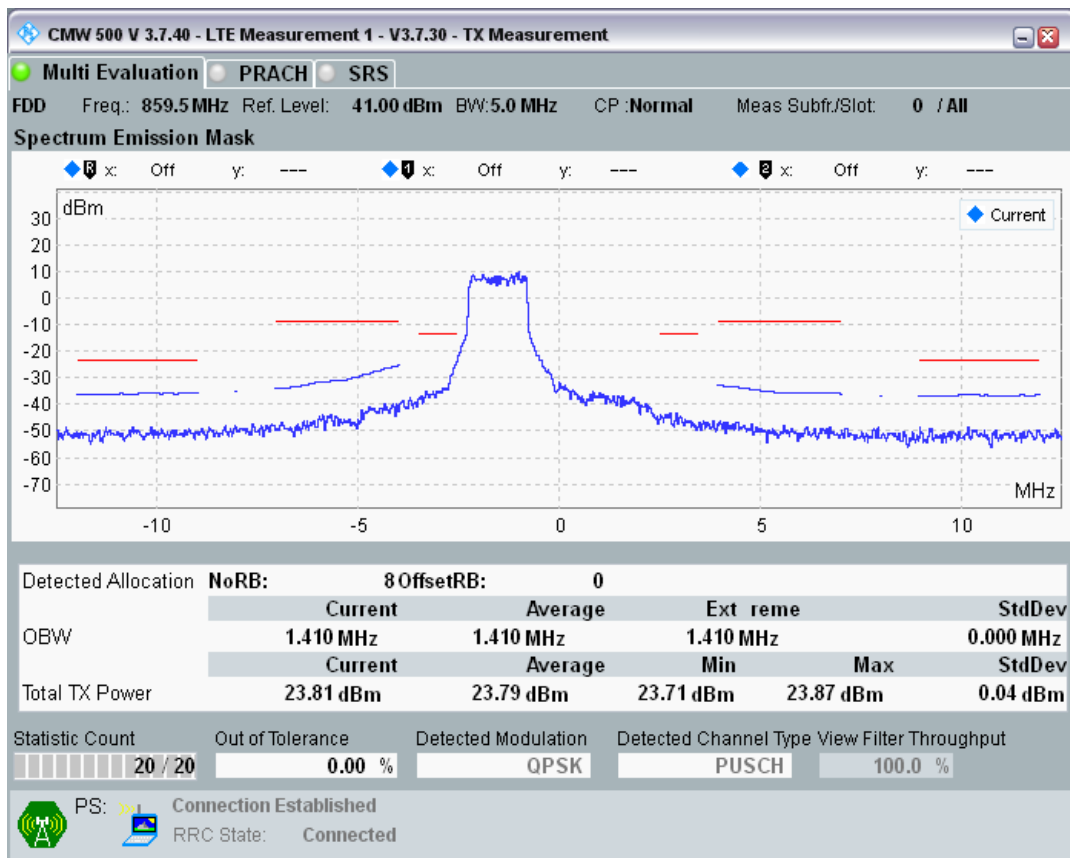 CMW 500 V 3.7.40 - LTE Measurement 1 - V3.7.30 - TX Measurement
Multi Evaluation PRACH SRS
FDD Freq.: 859.5 MHz Ref. Level: 41.00 dBm BW:5.0 MHz CP :Normal Meas Subfr./Slot: 0 / All
Spectrum Emission Mask
R x: Off y: --- 1 x: Off y: --- 2 x: Off y: ---
dBm
Current
30
20
10
0
-10
-20
-30
-40
-50
-60
-70
MHz
-10 -5 0 5 10
Detected Allocation NoRB: 8 OffsetRB: 0
Current Average Ext reme StdDev
OBW 1.410 MHz 1.410 MHz 1.410 MHz 0.000 MHz
Current Average Min Max StdDev
Total TX Power 23.81 dBm 23.79 dBm 23.71 dBm 23.87 dBm 0.04 dBm
Statistic Count Out of Tolerance Detected Modulation Detected Channel Type View Filter Throughput
20 / 20 0.00 % QPSK PUSCH 100.0 %
PS: Connection Established
RRC State: Connected